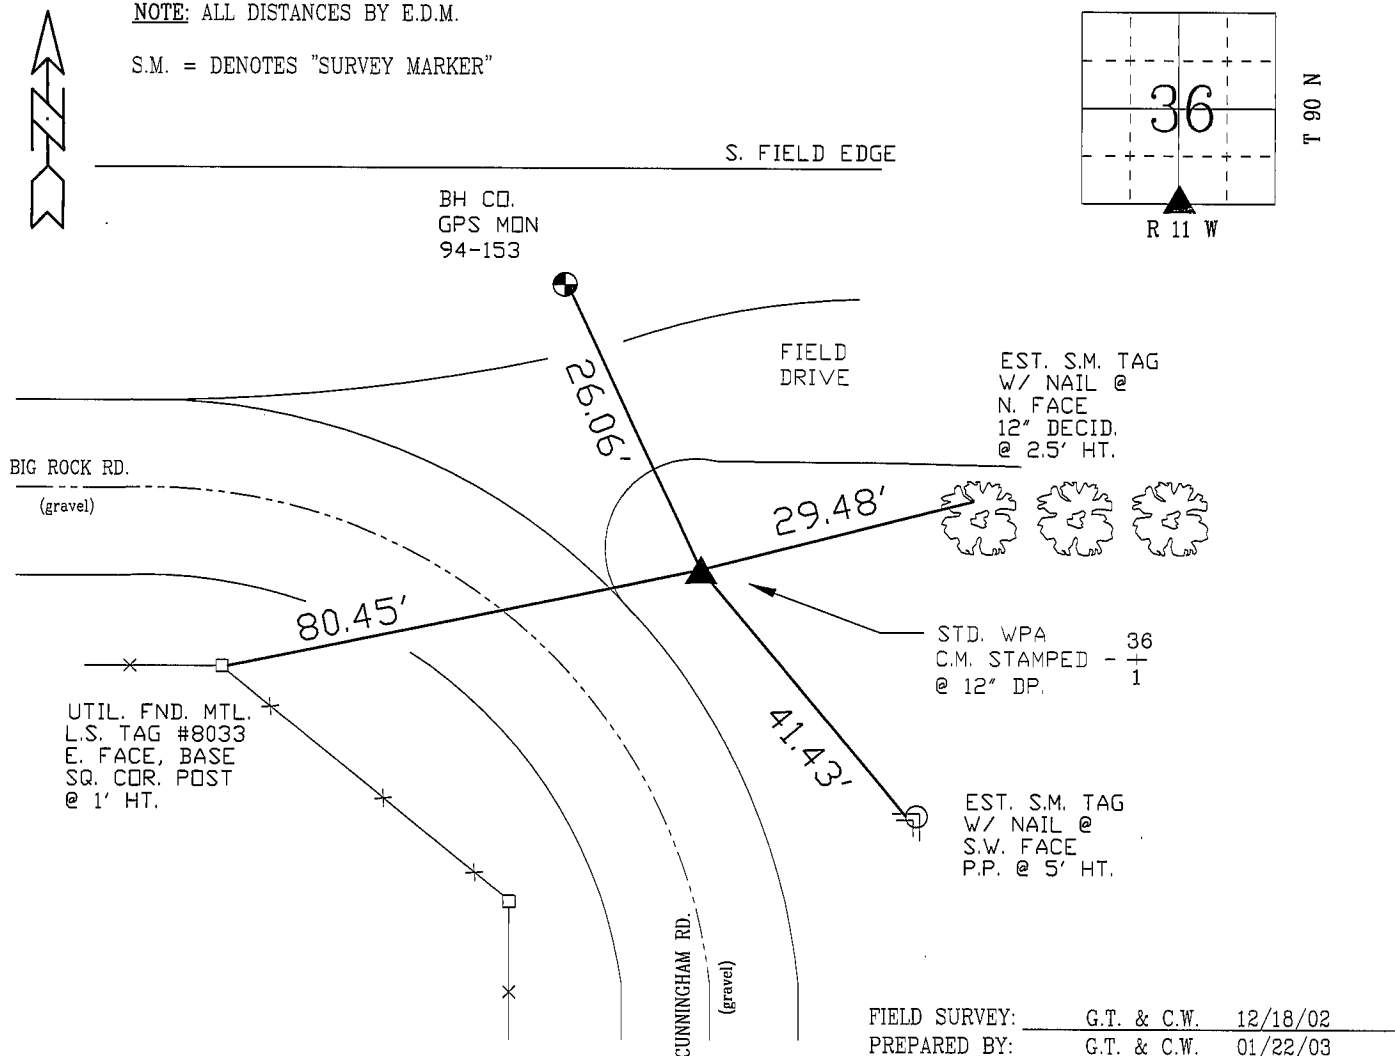 NOTE: ALL DISTANCES BY E.D.M.
S.M. = DENOTES "SURVEY MARKER"
N
36
T 90 N
R 11 W
S. FIELD EDGE
BH CO.
GPS MON
94-153
26.06'
FIELD
DRIVE
EST. S.M. TAG
W/ NAIL @
N. FACE
12" DECID.
@ 2.5' HT.
BIG ROCK RD.
(gravel)
29.48'
80.45'
STD. WPA
C.M. STAMPED - 36
@ 12" DP. 1
UTIL. FND. MTL.
L.S. TAG #8033
E. FACE, BASE
SQ. COR. POST
@ 1' HT.
41.43'
EST. S.M. TAG
W/ NAIL @
S.W. FACE
P.P. @ 5' HT.
CUNNINGHAM RD.
(gravel)
FIELD SURVEY: G.T. & C.W. 12/18/02
PREPARED BY: G.T. & C.W. 01/22/03